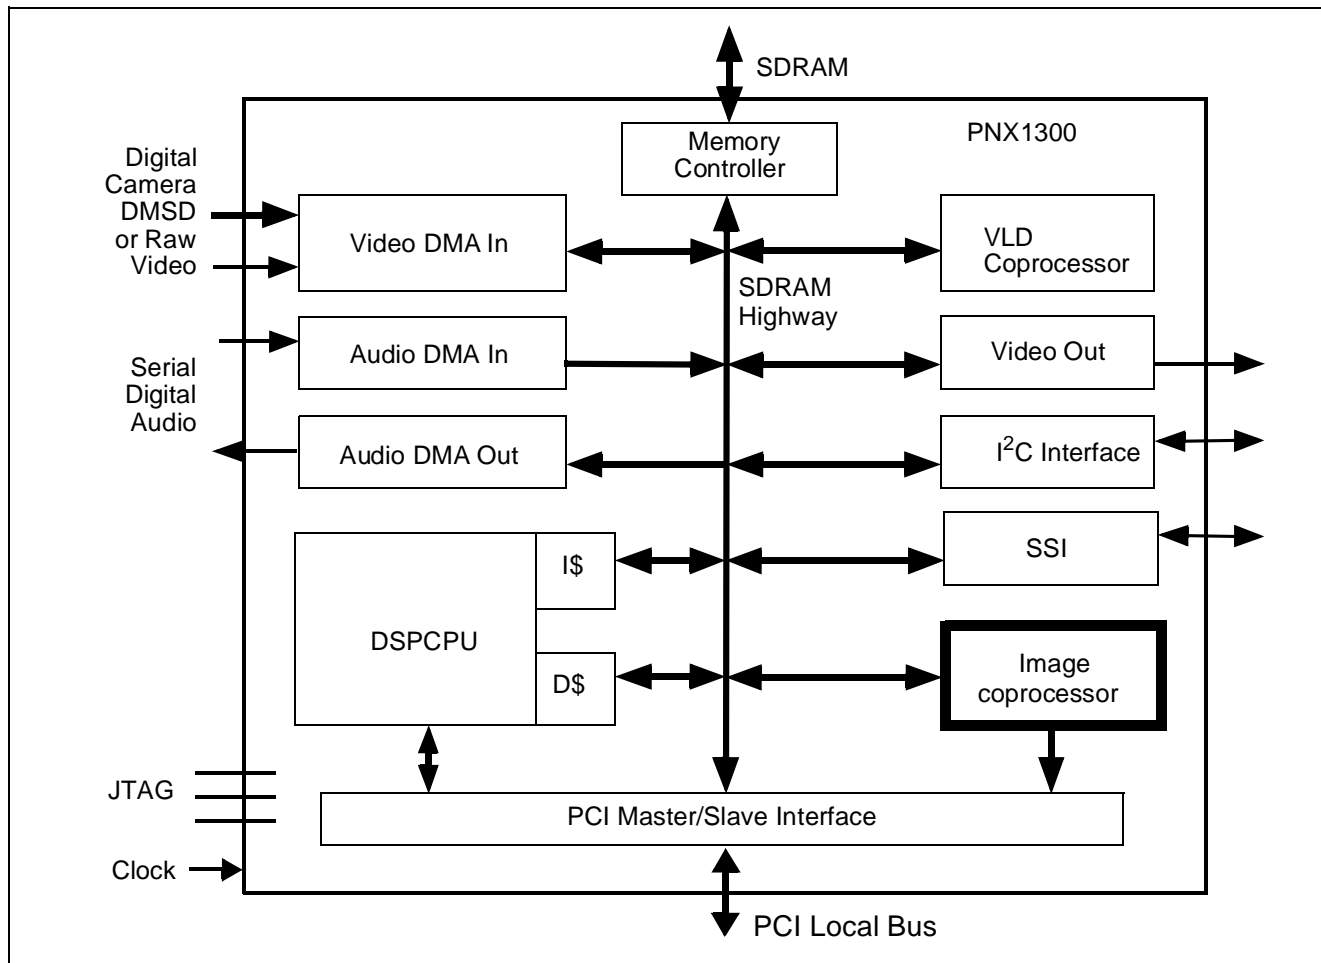 SDRAM
PNX1300
Memory
Controller
Digital
Camera
DMSD
or Raw
Video
Video DMA In
VLD
Coprocessor
SDRAM
Highway
Audio DMA In
Video Out
Serial
Digital
Audio
Audio DMA Out
I²C Interface
I$
SSI
DSPCPU
D$
Image
coprocessor
JTAG
PCI Master/Slave Interface
Clock
PCI Local Bus